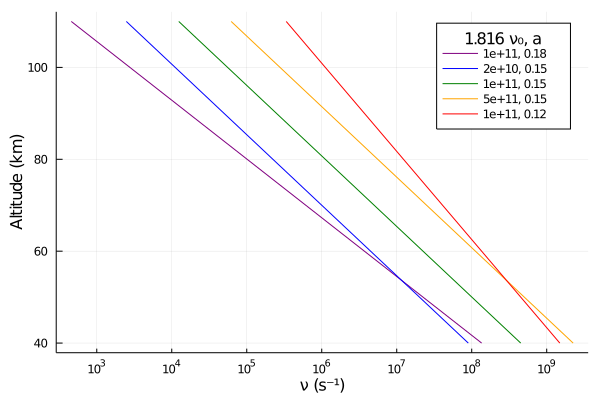 1.816 ν₀, a
1e+11, 0.18
2e+10, 0.15
1e+11, 0.15
5e+11, 0.15
1e+11, 0.12
Altitude (km)
100
80
60
40
10³ 10⁴ 10⁵ 10⁶ 10⁷ 10⁸ 10⁹
ν (s⁻¹)